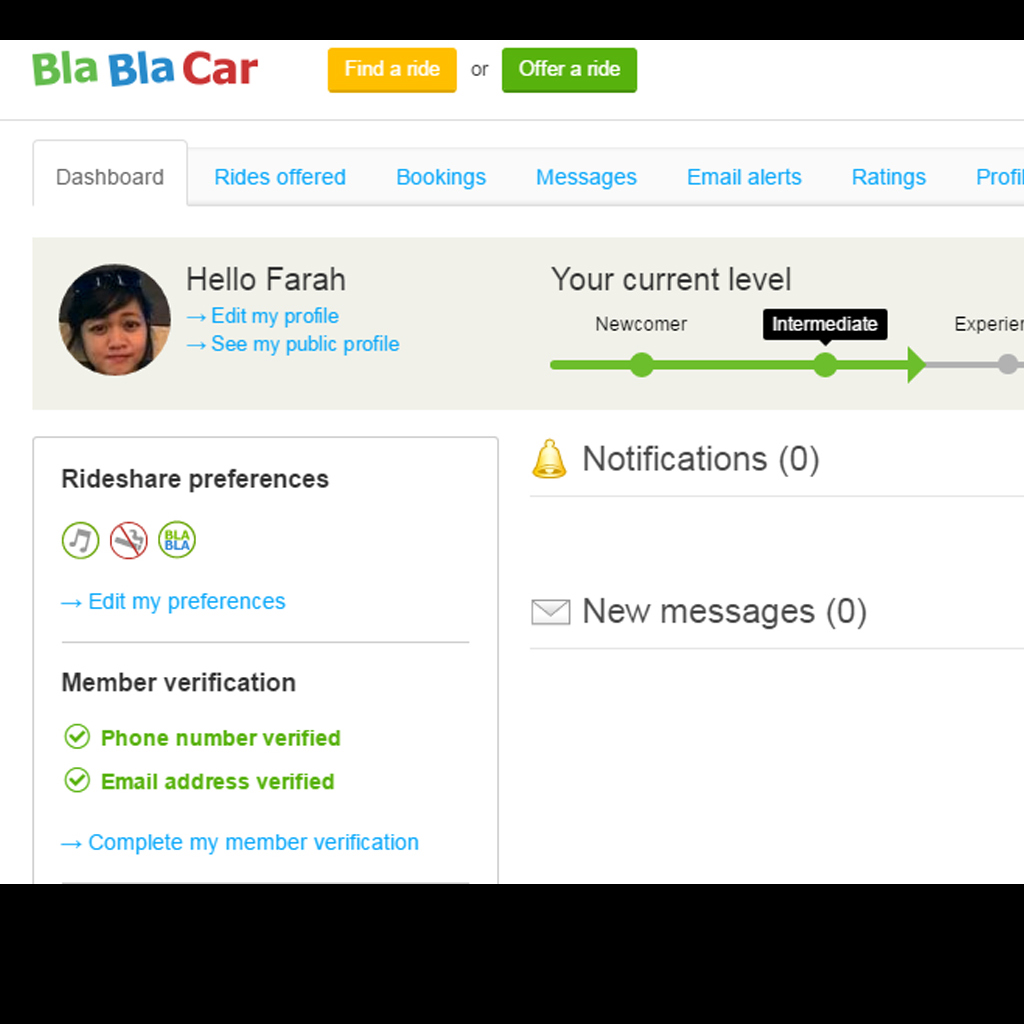 Bla Bla Car
Find a ride or Offer a ride
Dashboard Rides offered Bookings Messages Email alerts Ratings Profil
Hello Farah
→ Edit my profile
→ See my public profile
Your current level
Newcomer Intermediate Experien
Rideshare preferences
BLA
BLA
→ Edit my preferences
Member verification
Phone number verified
Email address verified
→ Complete my member verification
Notifications (0)
New messages (0)